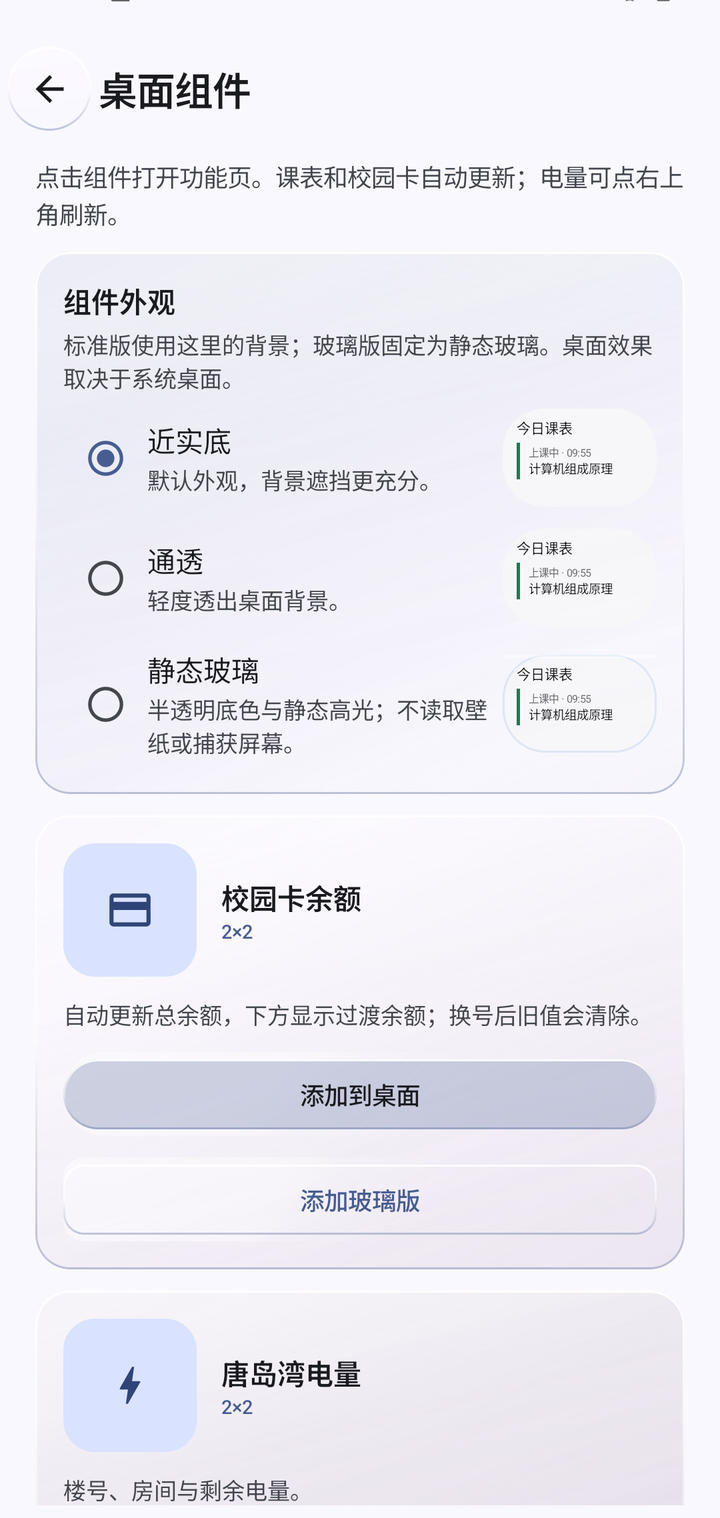 桌面组件
点击组件打开功能页。课表和校园卡自动更新；电量可点右上
角刷新。
组件外观
标准版使用这里的背景；玻璃版固定为静态玻璃。桌面效果
取决于系统桌面。
近实底
默认外观，背景遮挡更充分。
今日课表
上课中 · 09:55
计算机组成原理
通透
轻度透出桌面背景。
今日课表
上课中 · 09:55
计算机组成原理
静态玻璃
半透明底色与静态高光；不读取壁
纸或捕获屏幕。
今日课表
上课中 · 09:55
计算机组成原理
校园卡余额
2×2
自动更新总余额，下方显示过渡余额；换号后旧值会清除。
添加到桌面
添加玻璃版
唐岛湾电量
2×2
楼号、房间与剩余电量。